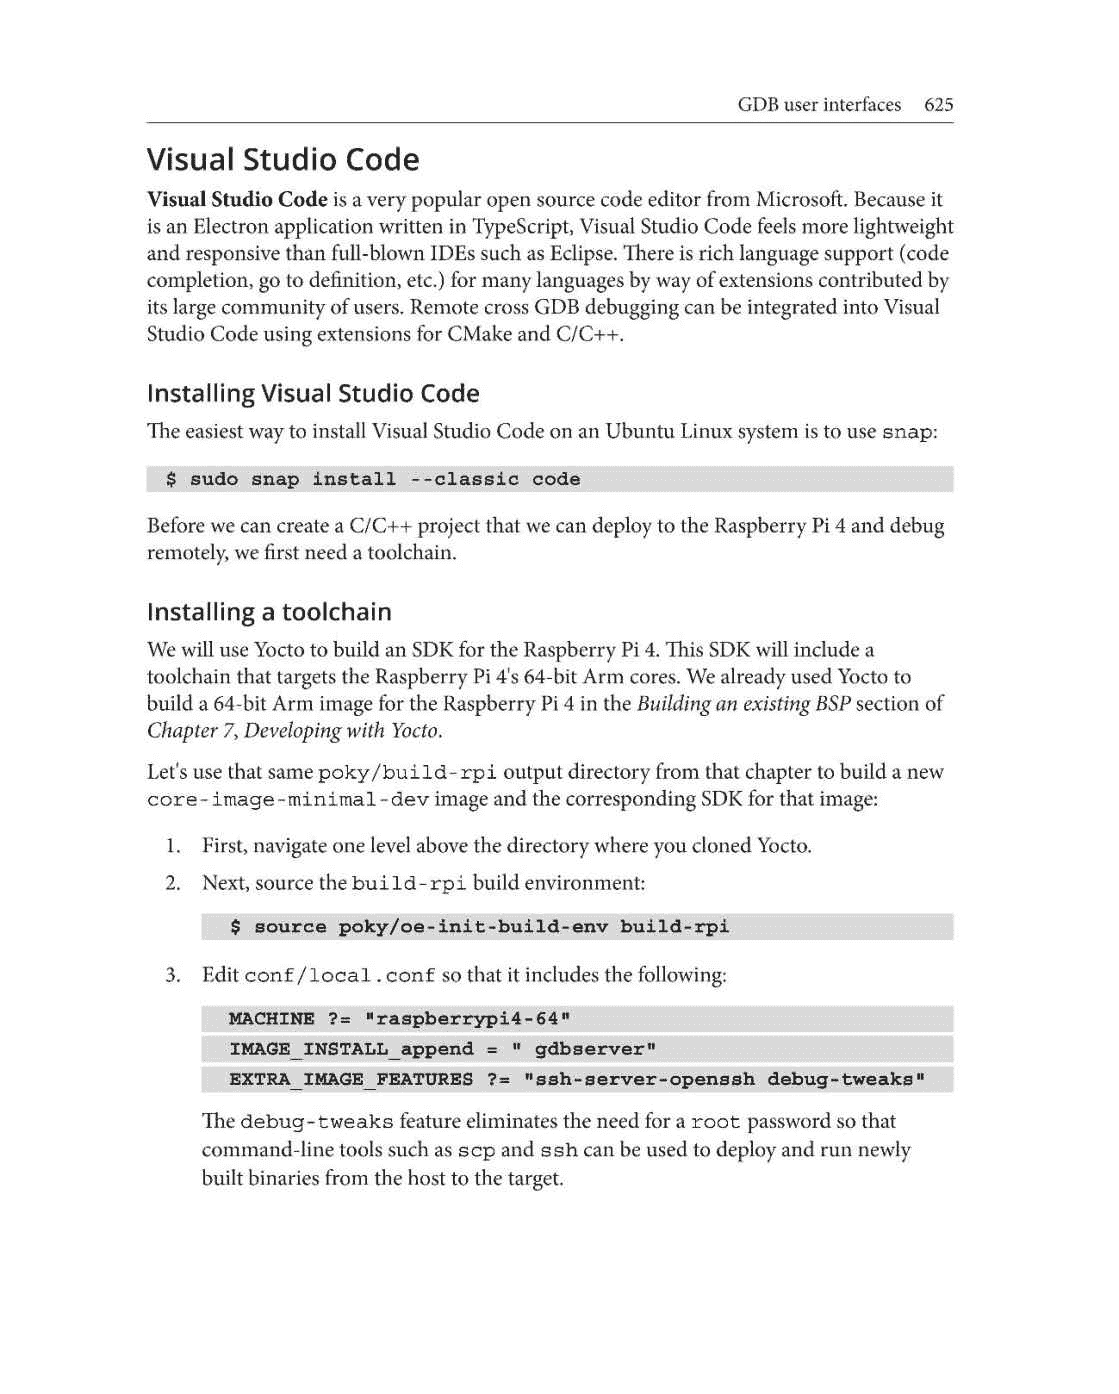 GDB user interfaces 625
Visual Studio Code
Visual Studio Code is a very popular open source code editor from Microsoft. Because it
is an Electron application written in TypeScript, Visual Studio Code feels more lightweight
and responsive than full-blown IDEs such as Eclipse. There is rich language support (code
completion, go to definition, etc.) for many languages by way of extensions contributed by
its large community of users. Remote cross GDB debugging can be integrated into Visual
Studio Code using extensions for CMake and C/C++.
Installing Visual Studio Code
The easiest way to install Visual Studio Code on an Ubuntu Linux system is to use snap:
$ sudo snap install --classic code
Before we can create a C/C++ project that we can deploy to the Raspberry Pi 4 and debug
remotely, we first need a toolchain.
Installing a toolchain
We will use Yocto to build an SDK for the Raspberry Pi 4. This SDK will include a
toolchain that targets the Raspberry Pi 4's 64-bit Arm cores. We already used Yocto to
build a 64-bit Arm image for the Raspberry Pi 4 in the Building an existing BSP section of
Chapter 7, Developing with Yocto.
Let's use that same poky/build-rpi output directory from that chapter to build a new
core-image-minimal-dev image and the corresponding SDK for that image:
1. First, navigate one level above the directory where you cloned Yocto.
2. Next, source the build-rpi build environment:
$ source poky/oe-init-build-env build-rpi
3. Edit conf/local.conf so that it includes the following:
MACHINE ?= "raspberrypi4-64"
IMAGE_INSTALL_append = " gdbserver"
EXTRA_IMAGE_FEATURES ?= "ssh-server-openssh debug-tweaks"
The debug-tweaks feature eliminates the need for a root password so that
command-line tools such as scp and ssh can be used to deploy and run newly
built binaries from the host to the target.